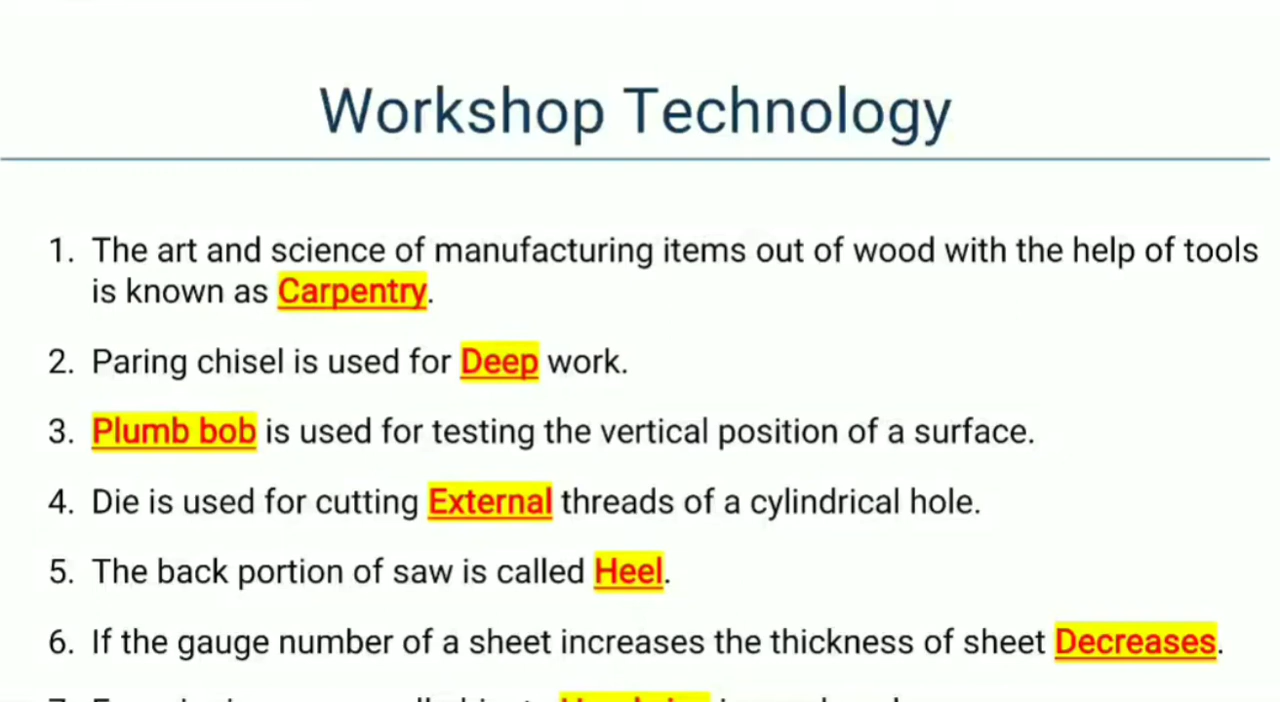 Workshop Technology
1. The art and science of manufacturing items out of wood with the help of tools
is known as Carpentry.
2. Paring chisel is used for Deep work.
3. Plumb bob is used for testing the vertical position of a surface.
4. Die is used for cutting External threads of a cylindrical hole.
5. The back portion of saw is called Heel.
6. If the gauge number of a sheet increases the thickness of sheet Decreases.